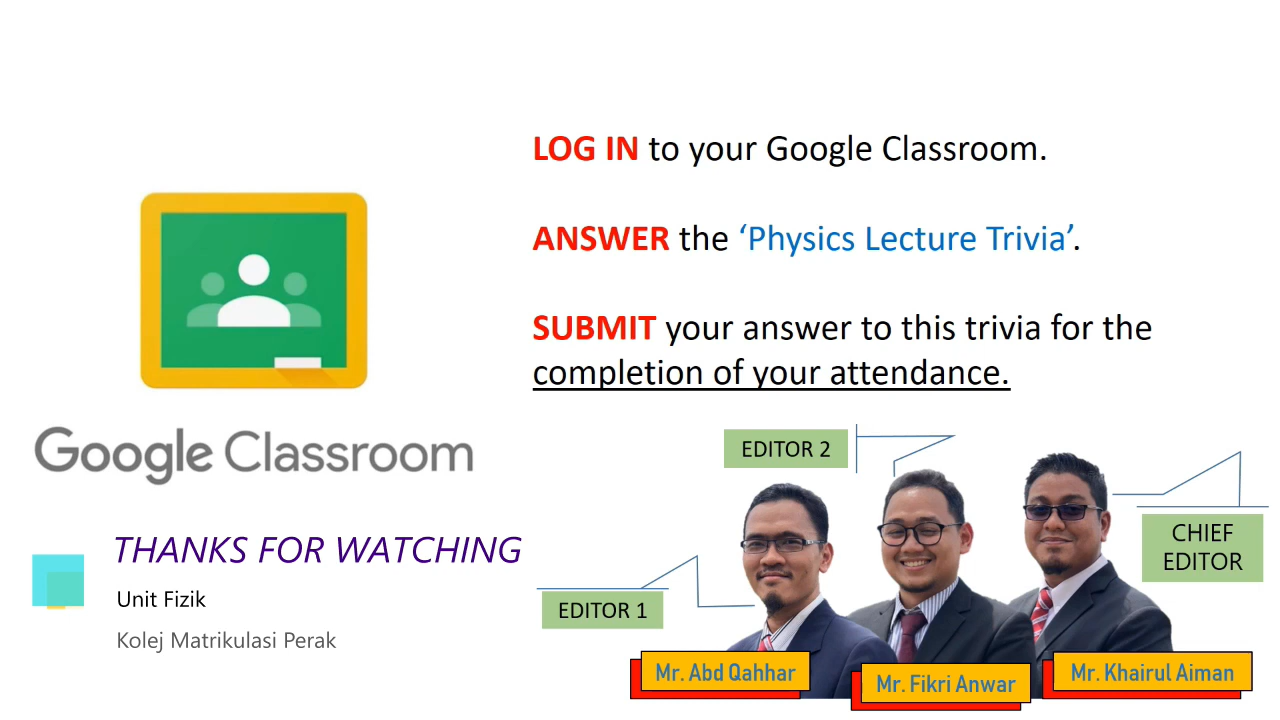 LOG IN to your Google Classroom.
ANSWER the ‘Physics Lecture Trivia’.
SUBMIT your answer to this trivia for the
completion of your attendance.
Google Classroom
EDITOR 2
CHIEF
EDITOR
THANKS FOR WATCHING
Unit Fizik
EDITOR 1
Kolej Matrikulasi Perak
Mr. Abd Qahhar
Mr. Fikri Anwar
Mr. Khairul Aiman